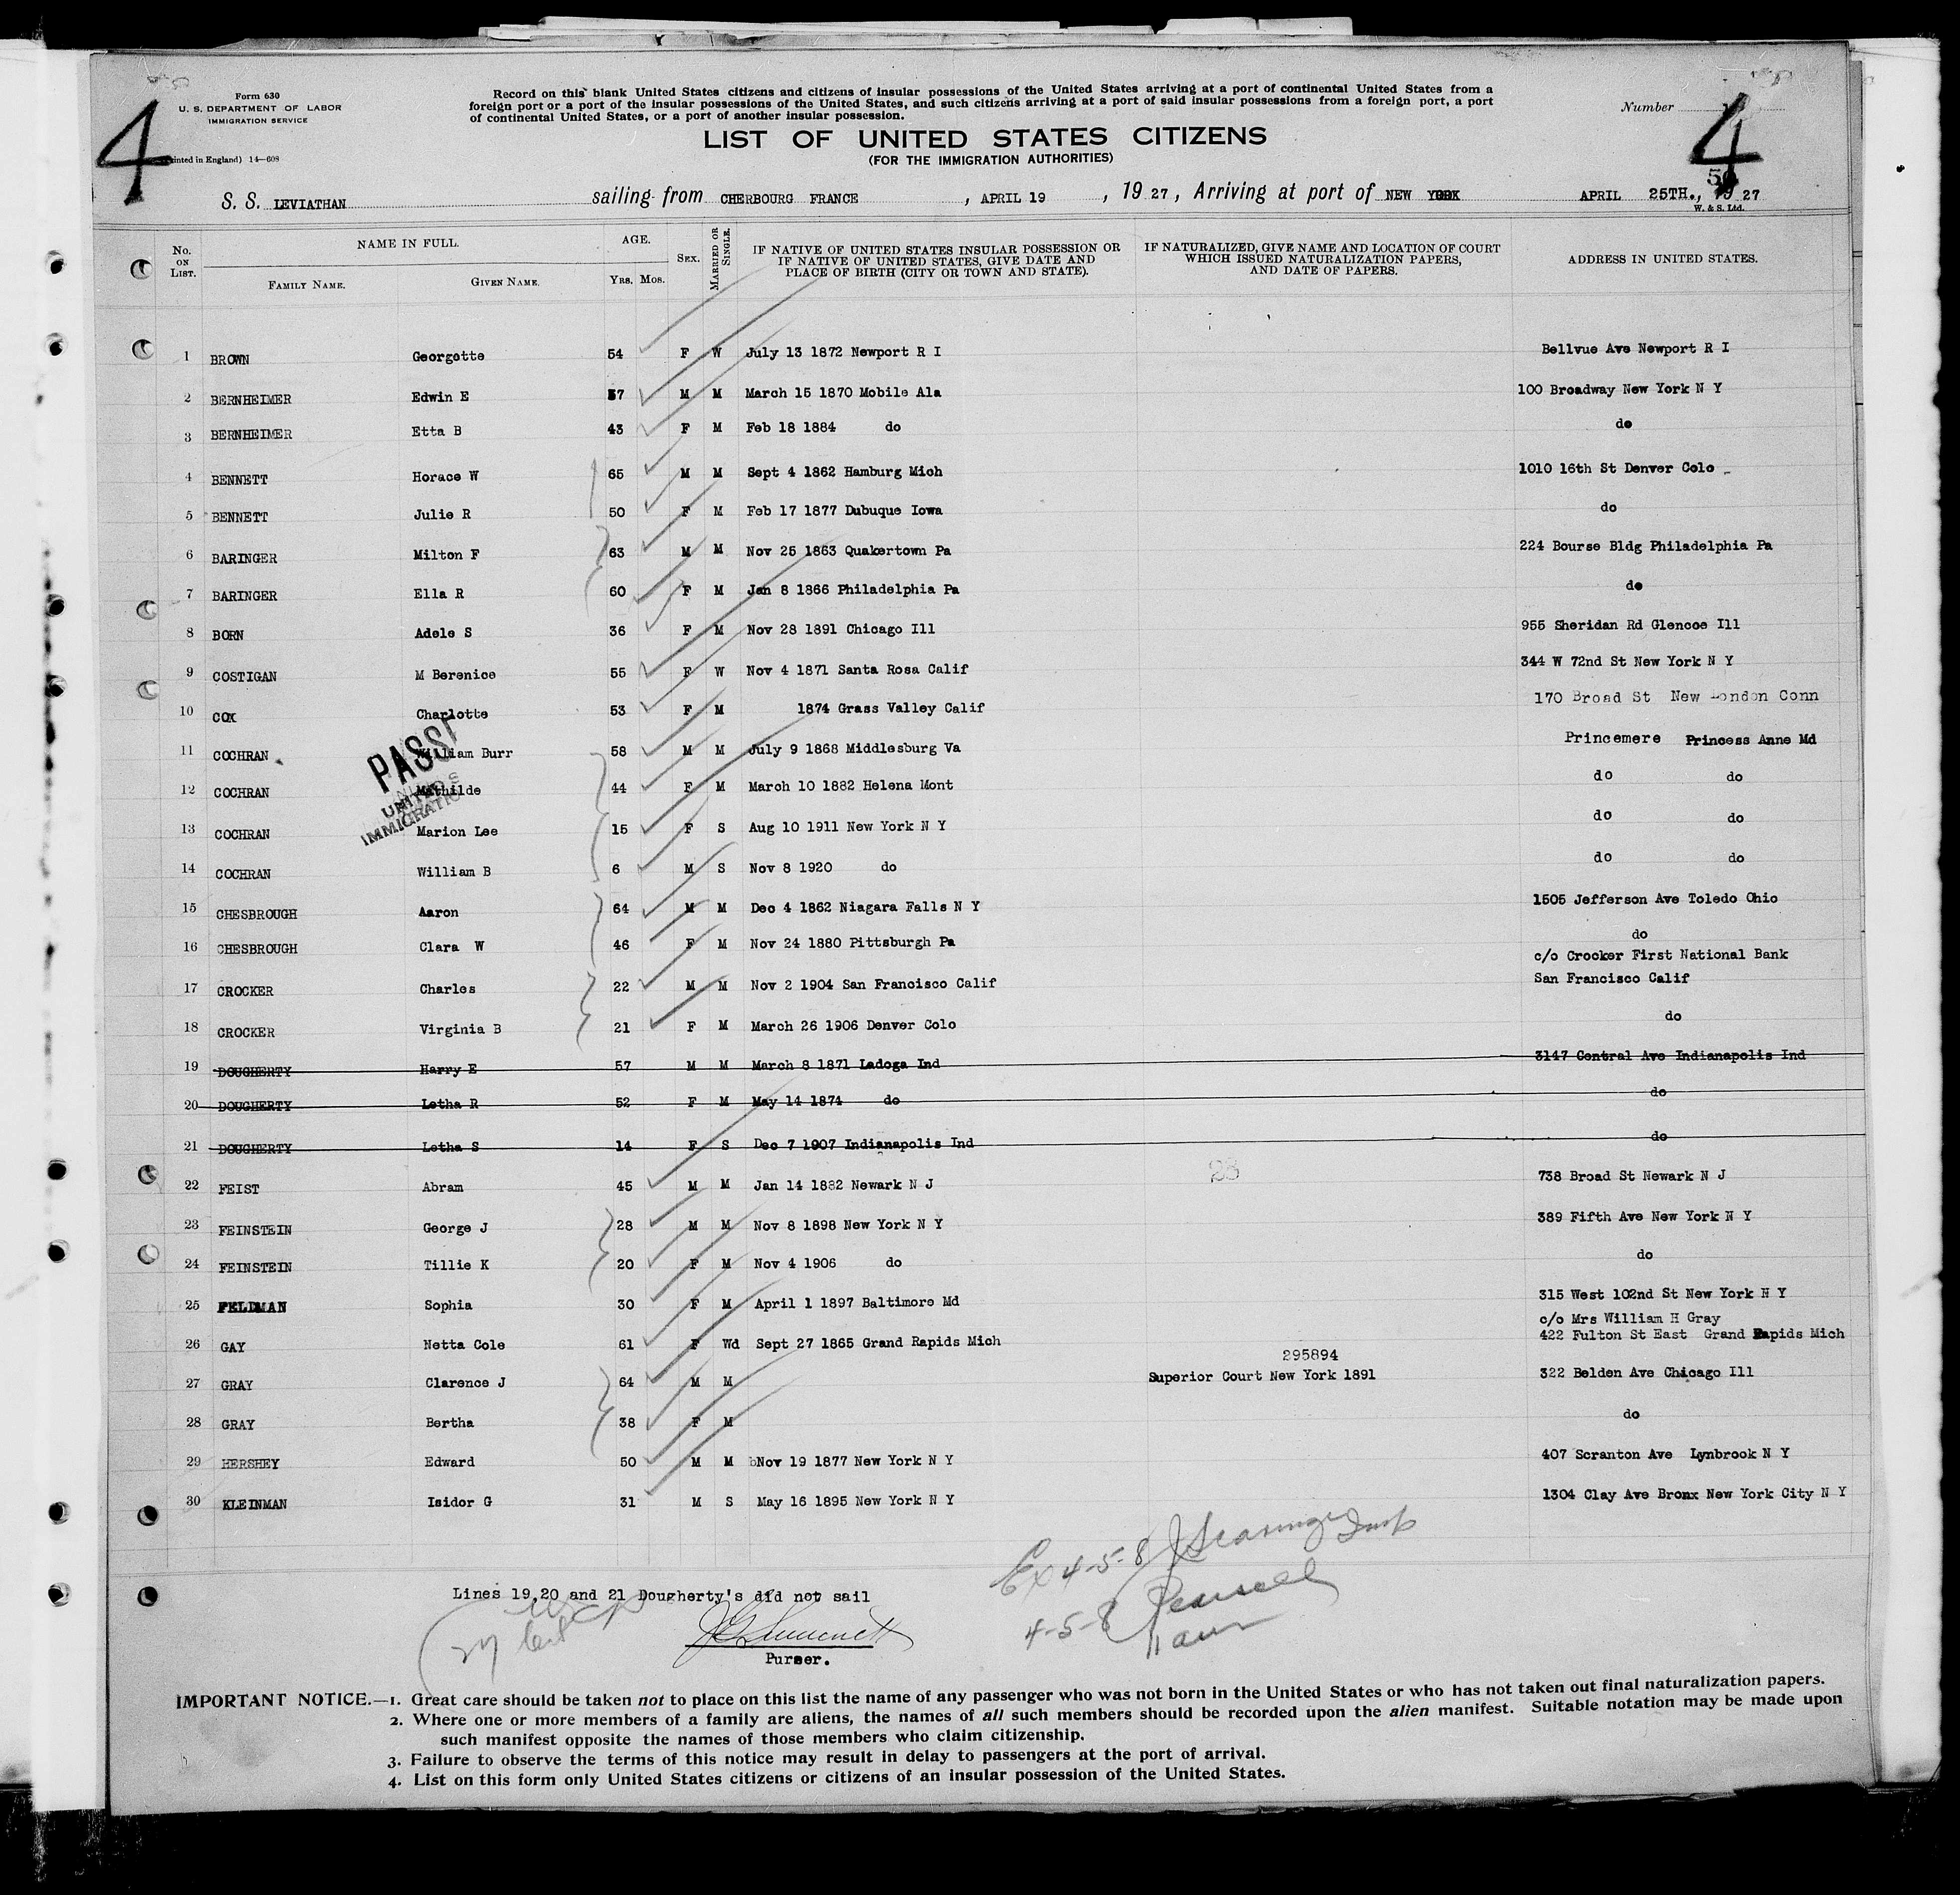 Form 630
U. S. DEPARTMENT OF LABOR
IMMIGRATION SERVICE
inted in England) 14—608
4
Record on this blank United States citizens and citizens of insular possessions of the United States arriving at a port of continental United States from a
foreign port or a port of the insular possessions of the United States, and such citizens arriving at a port of said insular possessions from a foreign port, a port
of continental United States, or a port of another insular possession.
Number
4
LIST OF UNITED STATES CITIZENS
(FOR THE IMMIGRATION AUTHORITIES)
S. S. LEVIATHAN sailing from CHERBOURG FRANCE , APRIL 19 , 19 27, Arriving at port of NEW YORK APRIL 25TH., 19 27
W. & S. Ltd.
No. ON LIST. NAME IN FULL. FAMILY NAME. GIVEN NAME. AGE. YRS. MOS. SEX. MARRIED OR SINGLE. IF NATIVE OF UNITED STATES INSULAR POSSESSION OR IF NATIVE OF UNITED STATES, GIVE DATE AND PLACE OF BIRTH (CITY OR TOWN AND STATE). IF NATURALIZED, GIVE NAME AND LOCATION OF COURT WHICH ISSUED NATURALIZATION PAPERS, AND DATE OF PAPERS. ADDRESS IN UNITED STATES.
1 BROWN Georgette 54 F W July 13 1872 Newport R I Bellvue Ave Newport R I
2 BERNHEIMER Edwin E 57 M M March 15 1870 Mobile Ala 100 Broadway New York N Y
3 BERNHEIMER Etta B 43 F M Feb 18 1884 do do
4 BENNETT Horace W 65 M M Sept 4 1862 Hamburg Mich 1010 16th St Denver Colo
5 BENNETT Julie R 50 F M Feb 17 1877 Dubuque Iowa do
6 BARINGER Milton F 63 M M Nov 25 1863 Quakertown Pa 224 Bourse Bldg Philadelphia Pa
7 BARINGER Ella R 60 F M Jan 8 1866 Philadelphia Pa do
8 BORN Adele S 36 F M Nov 28 1891 Chicago Ill 955 Sheridan Rd Glencoe Ill
9 COSTIGAN M Berenice 55 F W Nov 4 1871 Santa Rosa Calif 344 W 72nd St New York N Y
10 COX Charlotte 53 F M 1874 Grass Valley Calif 170 Broad St New London Conn
11 COCHRAN William Burr 58 M M July 9 1868 Middlesburg Va Princemere Princess Anne Md
12 COCHRAN Mathilde 44 F M March 10 1882 Helena Mont do do
13 COCHRAN Marion Lee 15 F S Aug 10 1911 New York N Y do do
14 COCHRAN William B 6 M S Nov 8 1920 do do do
15 CHESBROUGH Aaron 64 M M Dec 4 1862 Niagara Falls N Y 1505 Jefferson Ave Toledo Ohio
16 CHESBROUGH Clara W 46 F M Nov 24 1880 Pittsburgh Pa do
c/o Crocker First National Bank
17 CROCKER Charles 22 M M Nov 2 1904 San Francisco Calif San Francisco Calif
18 CROCKER Virginia B 21 F M March 26 1906 Denver Colo do
19 DOUGHERTY Harry E 57 M M March 8 1871 Ladoga Ind 3147 Central Ave Indianapolis Ind
20 DOUGHERTY Letha R 52 F M May 14 1874 do do
21 DOUGHERTY Letha S 14 F S Dec 7 1907 Indianapolis Ind do
23
22 FEIST Abram 45 M M Jan 14 1882 Newark N J 738 Broad St Newark N J
23 FEINSTEIN George J 28 M M Nov 8 1898 New York N Y 389 Fifth Ave New York N Y
24 FEINSTEIN Tillie K 20 F M Nov 4 1906 do do
25 FELDMAN Sophia 30 F M April 1 1897 Baltimore Md 315 West 102nd St New York N Y
c/o Mrs William H Gray
26 GAY Netta Cole 61 F Wd Sept 27 1865 Grand Rapids Mich 422 Fulton St East Grand Rapids Mich
295894
27 GRAY Clarence J 64 M M Superior Court New York 1891 322 Belden Ave Chicago Ill
28 GRAY Bertha 38 F M do
29 HERSHEY Edward 50 M M Nov 19 1877 New York N Y 407 Scranton Ave Lynbrook N Y
30 KLEINMAN Isidor G 31 M S May 16 1895 New York N Y 1304 Clay Ave Bronx New York City N Y
PASSE
UNITED S
IMMIGRATIO
Ex 4-5-8
4-5-8
Lines 19,20 and 21 Dougherty's did not sail
Purser.
IMPORTANT NOTICE.—1. Great care should be taken not to place on this list the name of any passenger who was not born in the United States or who has not taken out final naturalization papers.
2. Where one or more members of a family are aliens, the names of all such members should be recorded upon the alien manifest. Suitable notation may be made upon
such manifest opposite the names of those members who claim citizenship.
3. Failure to observe the terms of this notice may result in delay to passengers at the port of arrival.
4. List on this form only United States citizens or citizens of an insular possession of the United States.